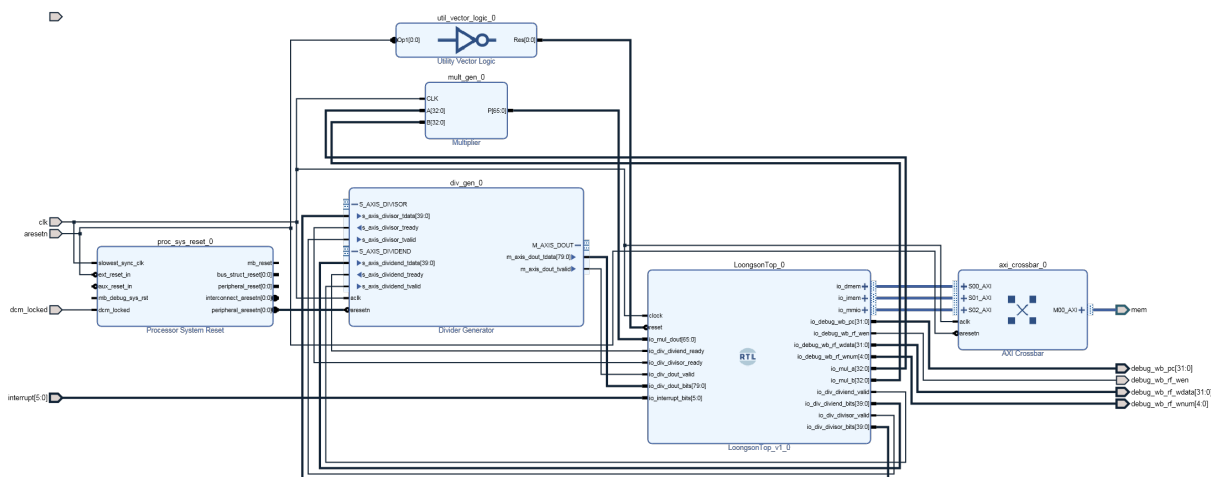 util_vector_logic_0
Op1[0:0]
Res[0:0]
Utility Vector Logic
mult_gen_0
CLK
A[32:0]
B[32:0]
P[65:0]
Multiplier
div_gen_0
S_AXIS_DIVISOR
s_axis_divisor_tdata[39:0]
s_axis_divisor_tready
s_axis_divisor_tvalid
S_AXIS_DIVIDEND
s_axis_dividend_tdata[39:0]
s_axis_dividend_tready
s_axis_dividend_tvalid
aclk
aresetn
M_AXIS_DOUT
m_axis_dout_tdata[79:0]
m_axis_dout_tvalid
Divider Generator
clk
aresetn
dcm_locked
interrupt[5:0]
proc_sys_reset_0
slowest_sync_clk
ext_reset_in
aux_reset_in
mb_debug_sys_rst
dcm_locked
mb_reset
bus_struct_reset[0:0]
peripheral_reset[0:0]
interconnect_aresetn[0:0]
peripheral_aresetn[0:0]
Processor System Reset
LoongsonTop_0
clock
reset
io_mul_dout[65:0]
io_div_diviend_ready
io_div_divisor_ready
io_div_dout_valid
io_div_dout_bits[79:0]
io_interrupt_bits[5:0]
RTL
io_dmem
io_imem
io_mmio
io_debug_wb_pc[31:0]
io_debug_wb_rf_wen
io_debug_wb_rf_wdata[31:0]
io_debug_wb_rf_wnum[4:0]
io_mul_a[32:0]
io_mul_b[32:0]
io_div_diviend_valid
io_div_diviend_bits[39:0]
io_div_divisor_valid
io_div_divisor_bits[39:0]
LoongsonTop_v1_0
axi_crossbar_0
S00_AXI
S01_AXI
S02_AXI
aclk
aresetn
M00_AXI
AXI Crossbar
mem
debug_wb_pc[31:0]
debug_wb_rf_wen
debug_wb_rf_wdata[31:0]
debug_wb_rf_wnum[4:0]